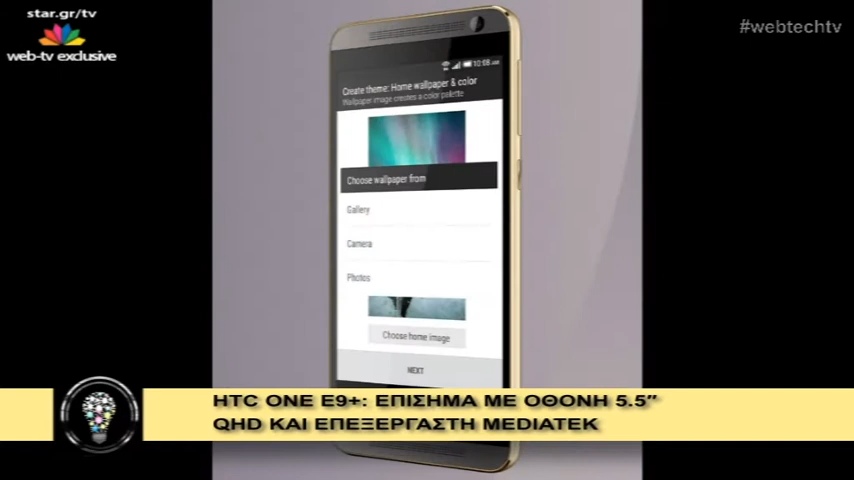 star.gr/tv
web-tv exclusive
#webtechtv
10:08 AM
Create theme: Home wallpaper & color
Wallpaper image creates a color palette
Choose wallpaper from
Gallery
Camera
Photos
Choose home image
NEXT
HTC ONE E9+: ΕΠΙΣΗΜΑ ΜΕ ΟΘΟΝΗ 5.5"
QHD ΚΑΙ ΕΠΕΞΕΡΓΑΣΤΗ MEDIATEK